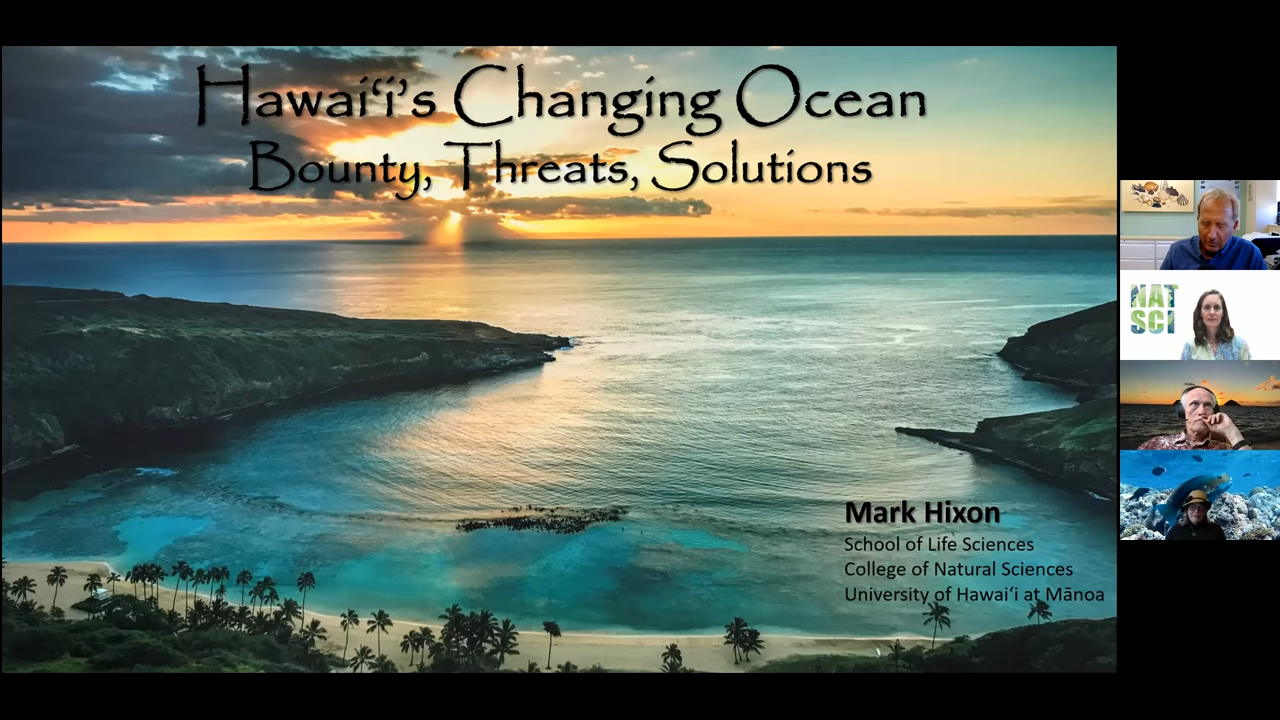 Hawaiʻi’s Changing Ocean
Bounty, Threats, Solutions
Mark Hixon
School of Life Sciences
College of Natural Sciences
University of Hawaiʻi at Mānoa
NAT
SCI